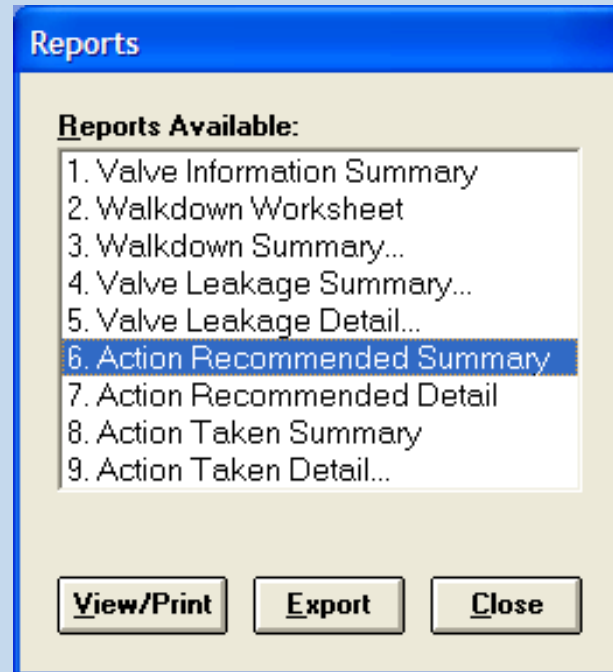 Reports
Reports Available:
1. Valve Information Summary
2. Walkdown Worksheet
3. Walkdown Summary...
4. Valve Leakage Summary...
5. Valve Leakage Detail...
6. Action Recommended Summary
7. Action Recommended Detail
8. Action Taken Summary
9. Action Taken Detail...
View/Print Export Close